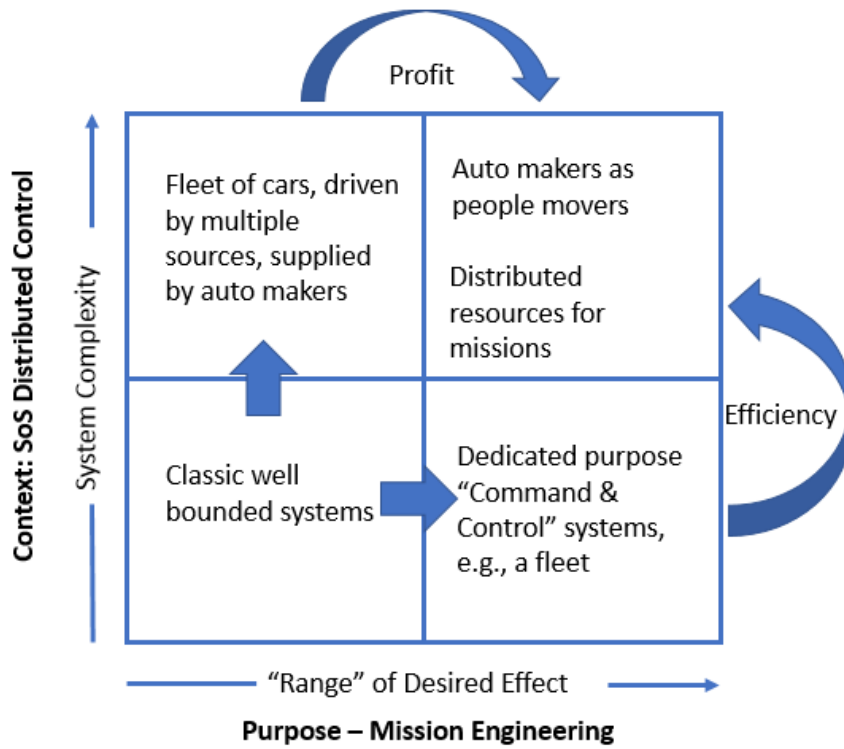 Profit
Context: SoS Distributed Control
System Complexity
Fleet of cars, driven
by multiple
sources, supplied
by auto makers
Auto makers as
people movers
Distributed
resources for
missions
Efficiency
Classic well
bounded systems
Dedicated purpose
“Command &
Control” systems,
e.g., a fleet
“Range” of Desired Effect
Purpose – Mission Engineering